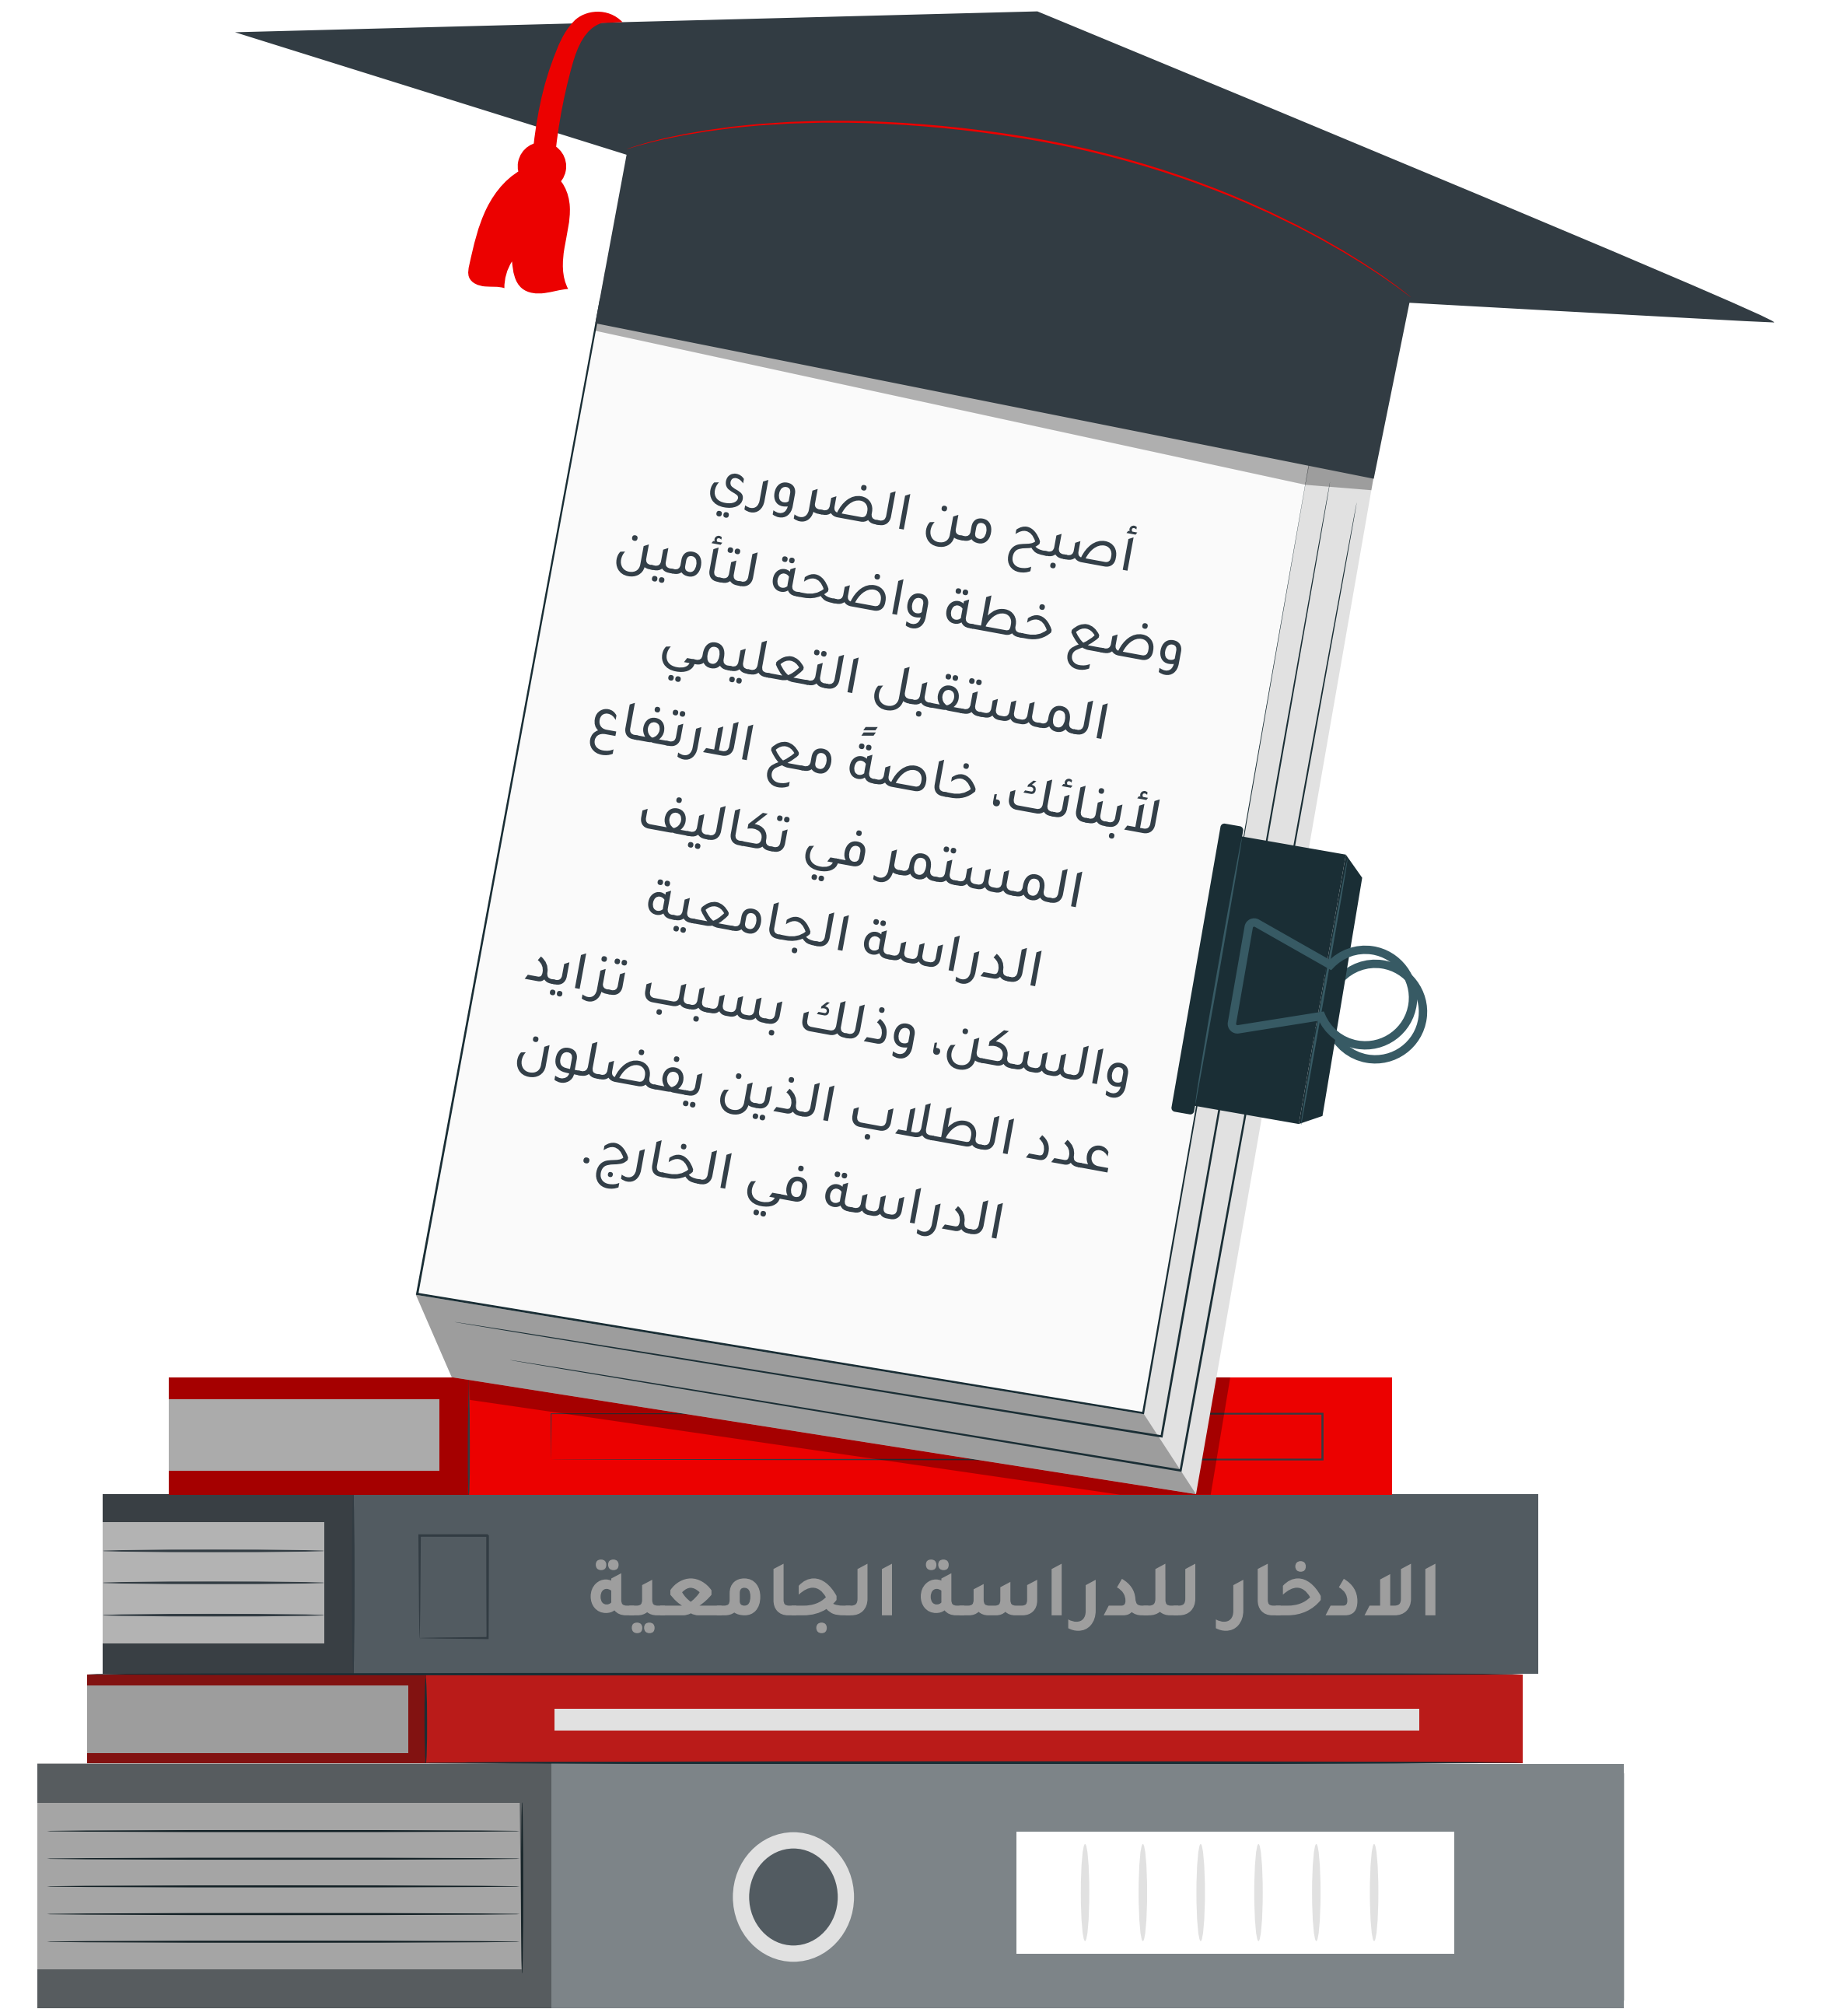 أصبح من الضروري
وضع خطة واضحة لتأمين
المستقبل التعليمي
لأبنائك، خاصةً مع الارتفاع
المستمر في تكاليف
الدراسة الجامعية
والسكن، وذلك بسبب تزايد
عدد الطلاب الذين يفضلون
الدراسة في الخارج.
الادخار للدراسة الجامعية